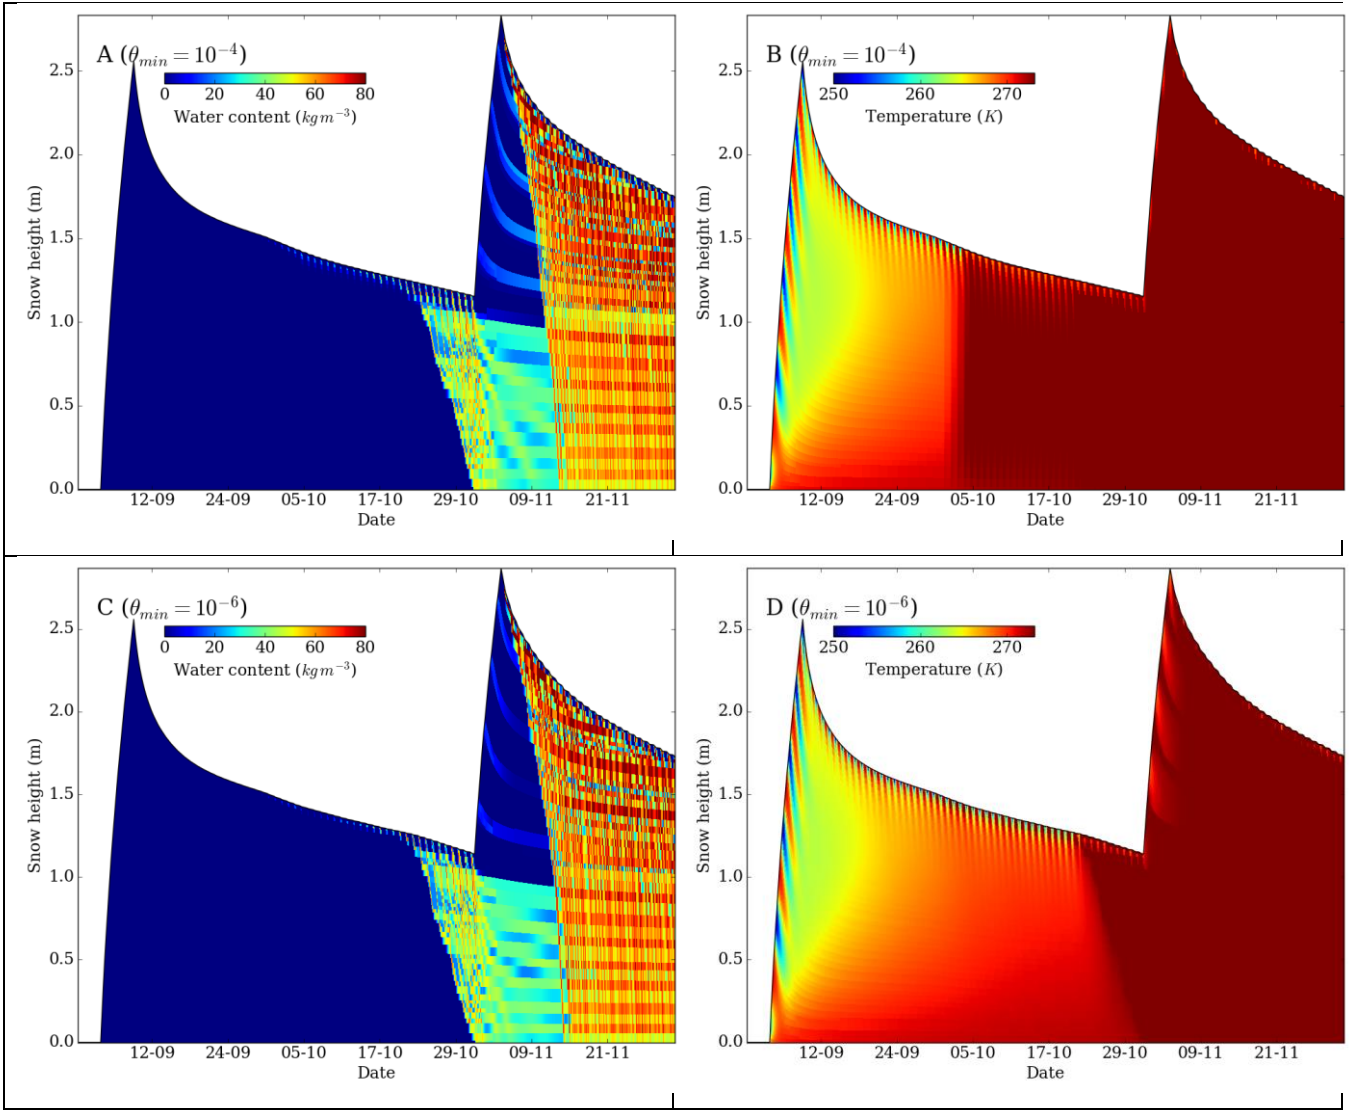 A (θ_min = 10⁻⁴)
0 20 40 60 80
Water content (kg m⁻³)
2.5
2.0
1.5
1.0
0.5
0.0
Snow height (m)
12-09 24-09 05-10 17-10 29-10 09-11 21-11
Date
B (θ_min = 10⁻⁴)
250 260 270
Temperature (K)
2.5
2.0
1.5
1.0
0.5
0.0
Snow height (m)
12-09 24-09 05-10 17-10 29-10 09-11 21-11
Date
C (θ_min = 10⁻⁶)
0 20 40 60 80
Water content (kg m⁻³)
2.5
2.0
1.5
1.0
0.5
0.0
Snow height (m)
12-09 24-09 05-10 17-10 29-10 09-11 21-11
Date
D (θ_min = 10⁻⁶)
250 260 270
Temperature (K)
2.5
2.0
1.5
1.0
0.5
0.0
Snow height (m)
12-09 24-09 05-10 17-10 29-10 09-11 21-11
Date